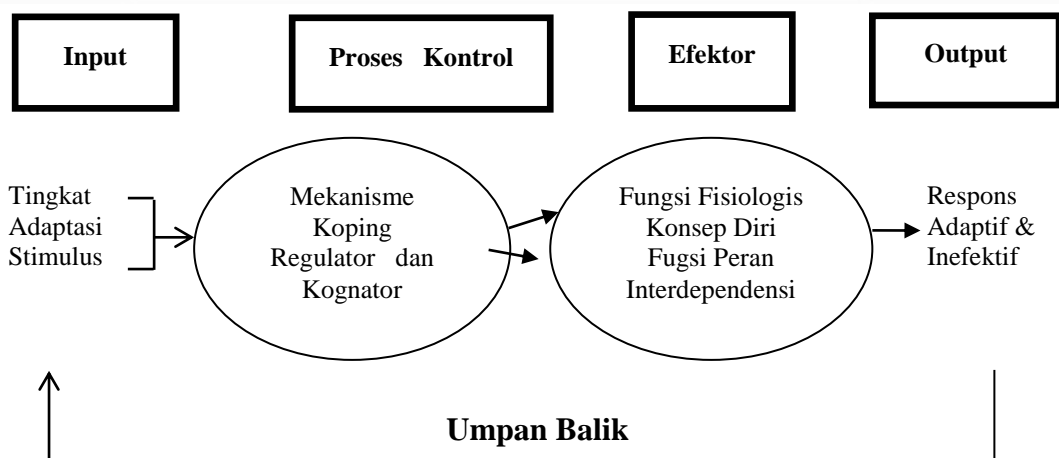 Input
Proses Kontrol
Efektor
Output
Tingkat
Adaptasi
Stimulus
Mekanisme
Koping
Regulator dan
Kognator
Fungsi Fisiologis
Konsep Diri
Fugsi Peran
Interdependensi
Respons
Adaptif &
Inefektif
Umpan Balik